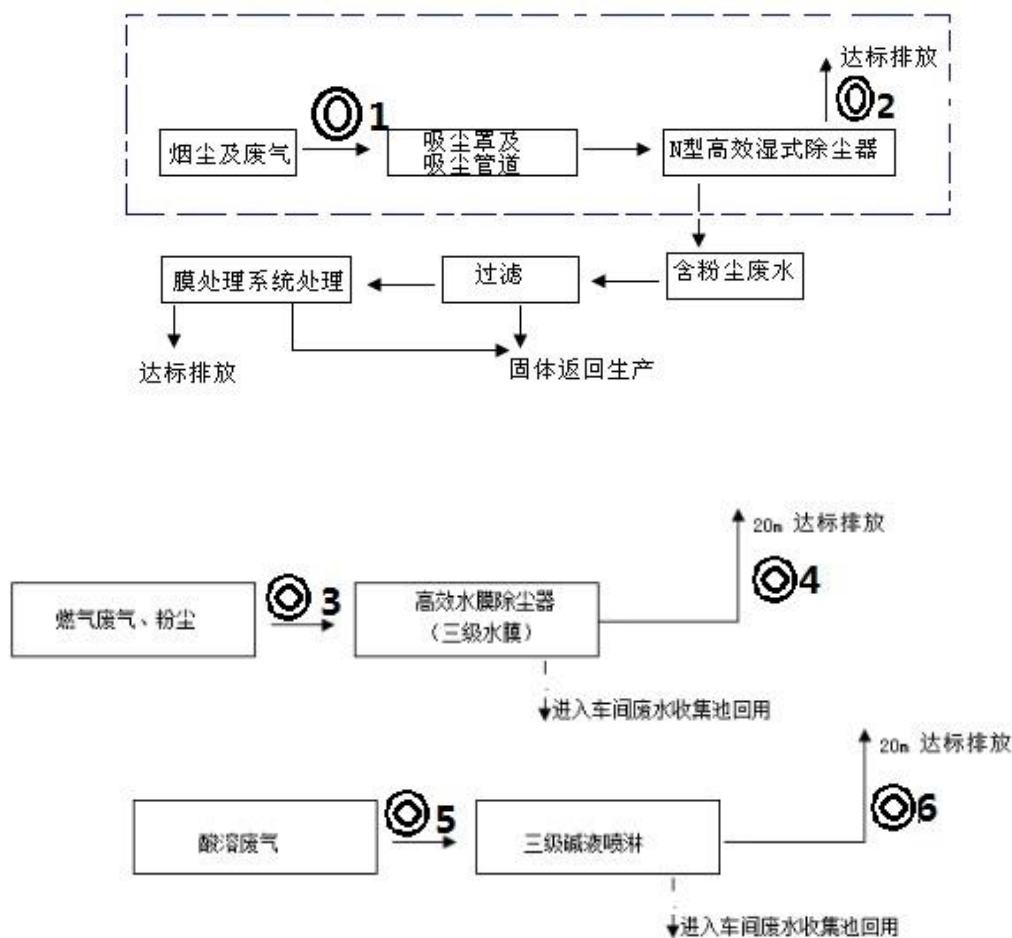 达标排放
2
1
烟尘及废气
吸尘罩及
吸尘管道
N型高效湿式除尘器
膜处理系统处理
过滤
含粉尘废水
达标排放
固体返回生产
20m 达标排放
4
3
燃气废气、粉尘
高效水膜除尘器
（三级水膜）
进入车间废水收集池回用
20m 达标排放
6
5
酸溶废气
三级碱液喷淋
进入车间废水收集池回用